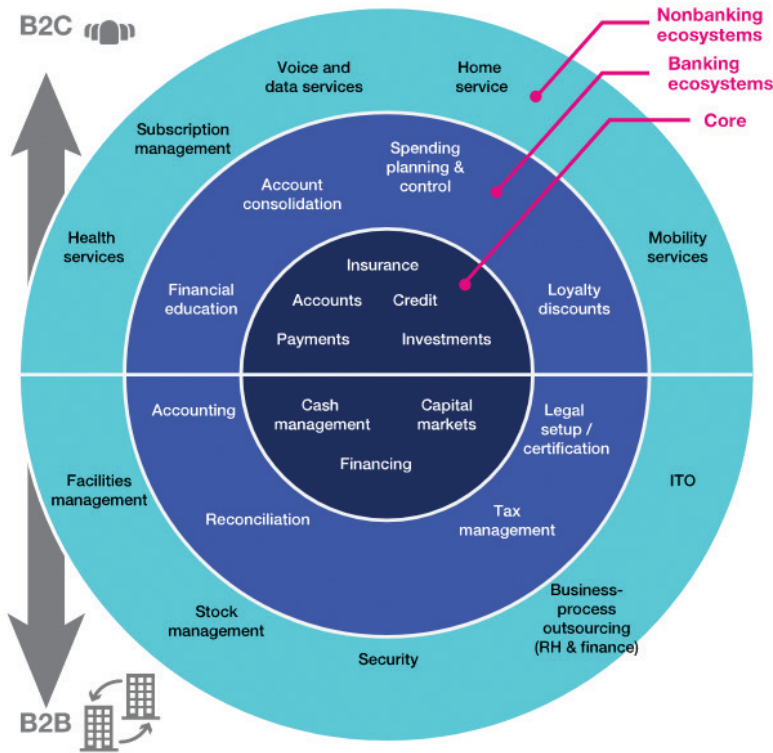 B2C
Nonbanking
ecosystems
Banking
ecosystems
Core
Voice and
data services
Home
service
Subscription
management
Health
services
Mobility
services
Spending
planning &
control
Account
consolidation
Financial
education
Loyalty
discounts
Insurance
Accounts
Credit
Payments
Investments
Cash
management
Capital
markets
Financing
Accounting
Legal
setup /
certification
Reconciliation
Tax
management
Facilities
management
ITO
Stock
management
Security
Business-
process
outsourcing
(RH & finance)
B2B